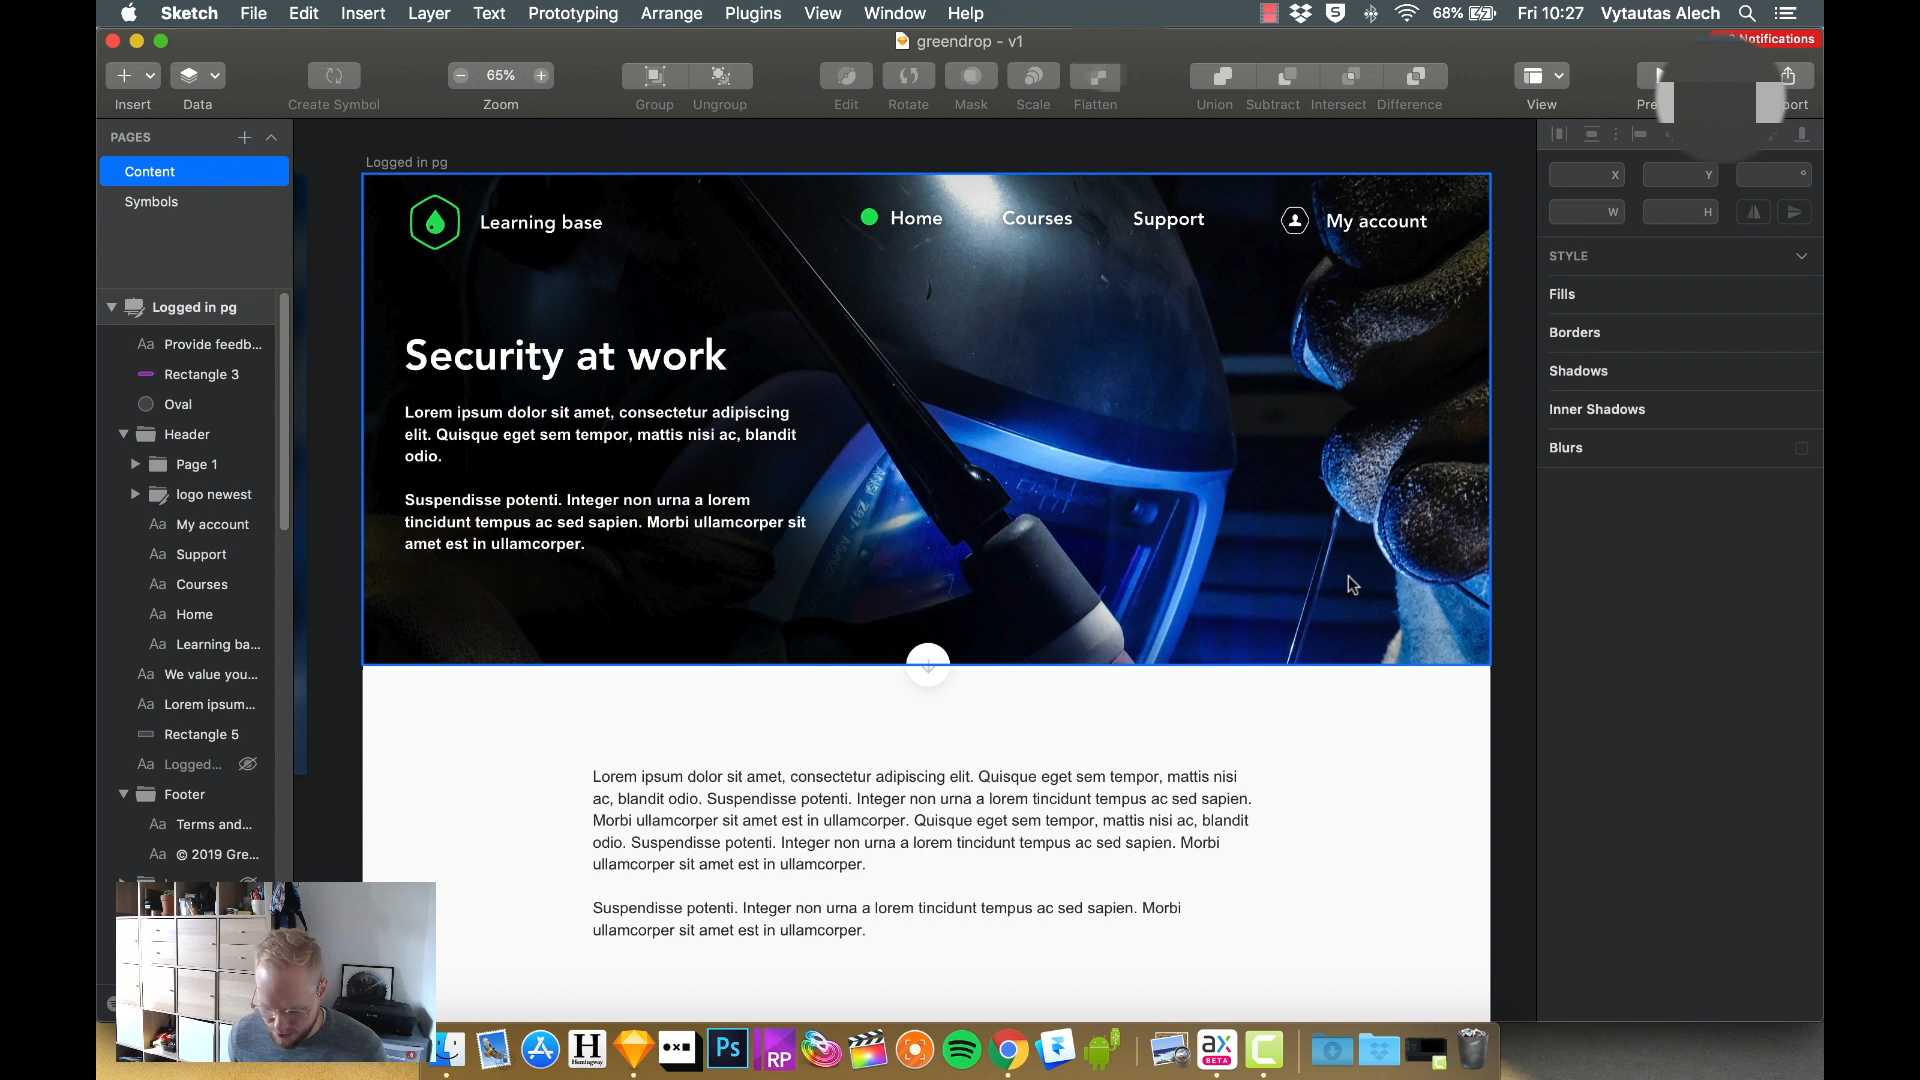 Sketch File Edit Insert Layer Text Prototyping Arrange Plugins View Window Help
68% Fri 10:27 Vytautas Alech
greendrop - v1
Notifications
65%
Insert Data Create Symbol Zoom Group Ungroup Edit Rotate Mask Scale Flatten Union Subtract Intersect Difference View
PAGES
Content
Symbols
Logged in pg
Provide feedb...
Rectangle 3
Oval
Header
Page 1
logo newest
My account
Support
Courses
Home
Learning ba...
We value you...
Lorem ipsum...
Rectangle 5
Logged...
Footer
Terms and...
© 2019 Gre...
Logged in pg
Learning base
Home
Courses
Support
My account
Security at work
Lorem ipsum dolor sit amet, consectetur adipiscing
elit. Quisque eget sem tempor, mattis nisi ac, blandit
odio.
Suspendisse potenti. Integer non urna a lorem
tincidunt tempus ac sed sapien. Morbi ullamcorper sit
amet est in ullamcorper.
Lorem ipsum dolor sit amet, consectetur adipiscing elit. Quisque eget sem tempor, mattis nisi
ac, blandit odio. Suspendisse potenti. Integer non urna a lorem tincidunt tempus ac sed sapien.
Morbi ullamcorper sit amet est in ullamcorper. Quisque eget sem tempor, mattis nisi ac, blandit
odio. Suspendisse potenti. Integer non urna a lorem tincidunt tempus ac sed sapien. Morbi
ullamcorper sit amet est in ullamcorper.
Suspendisse potenti. Integer non urna a lorem tincidunt tempus ac sed sapien. Morbi
ullamcorper sit amet est in ullamcorper.
X Y °
W H
STYLE
Fills
Borders
Shadows
Inner Shadows
Blurs
H
Hemingway
Ps
RP
aX
BETA